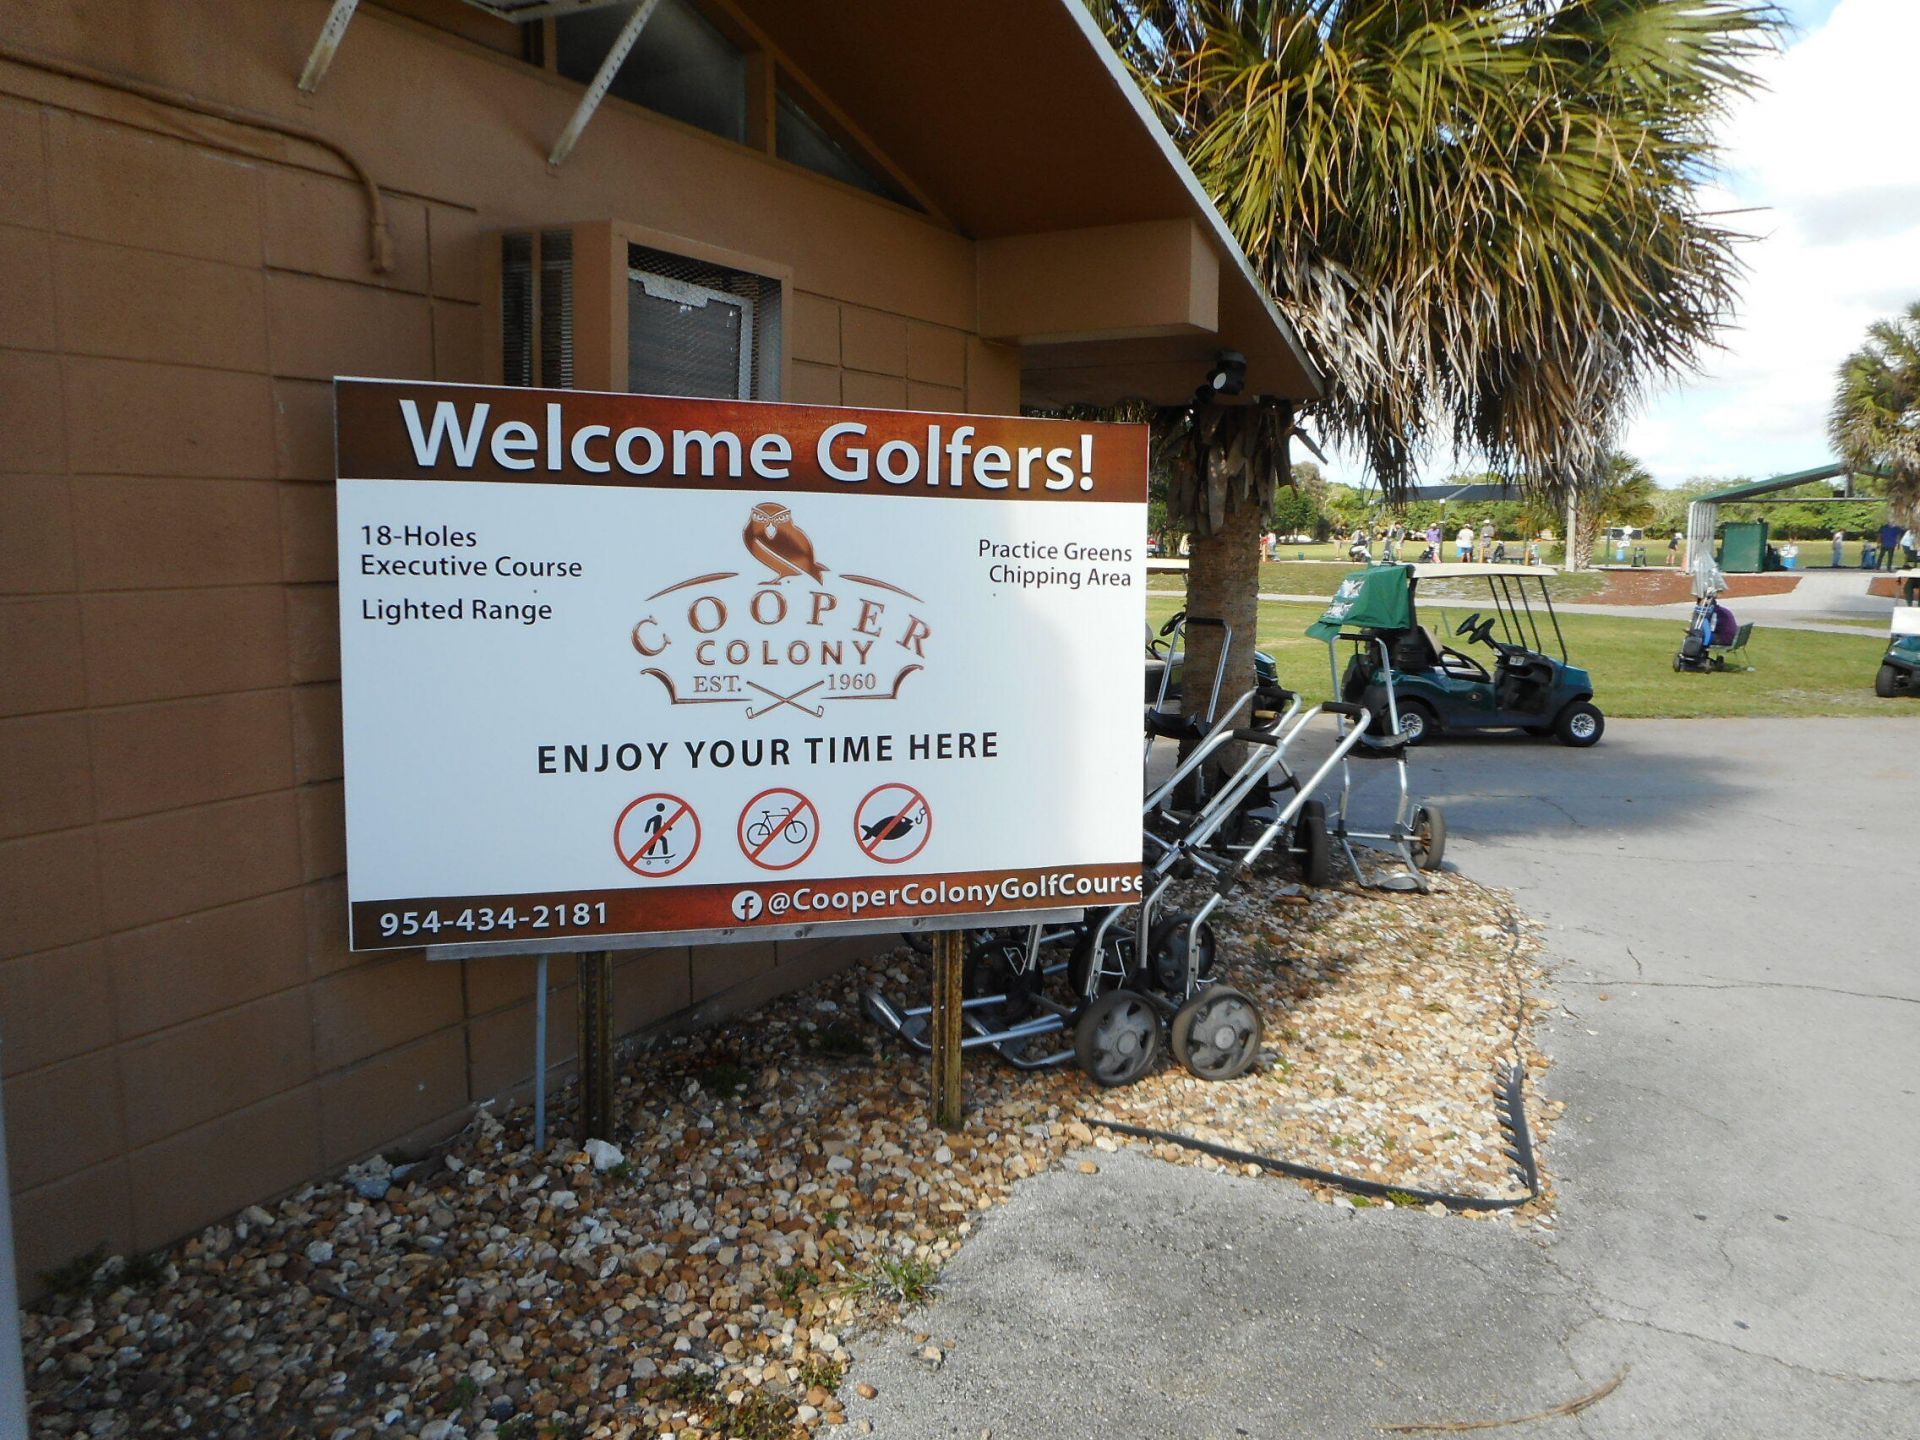 Welcome Golfers!
18-Holes
Executive Course
Lighted Range
Practice Greens
Chipping Area
COOPER
COLONY
EST. 1960
ENJOY YOUR TIME HERE
954-434-2181
@CooperColonyGolfCourse